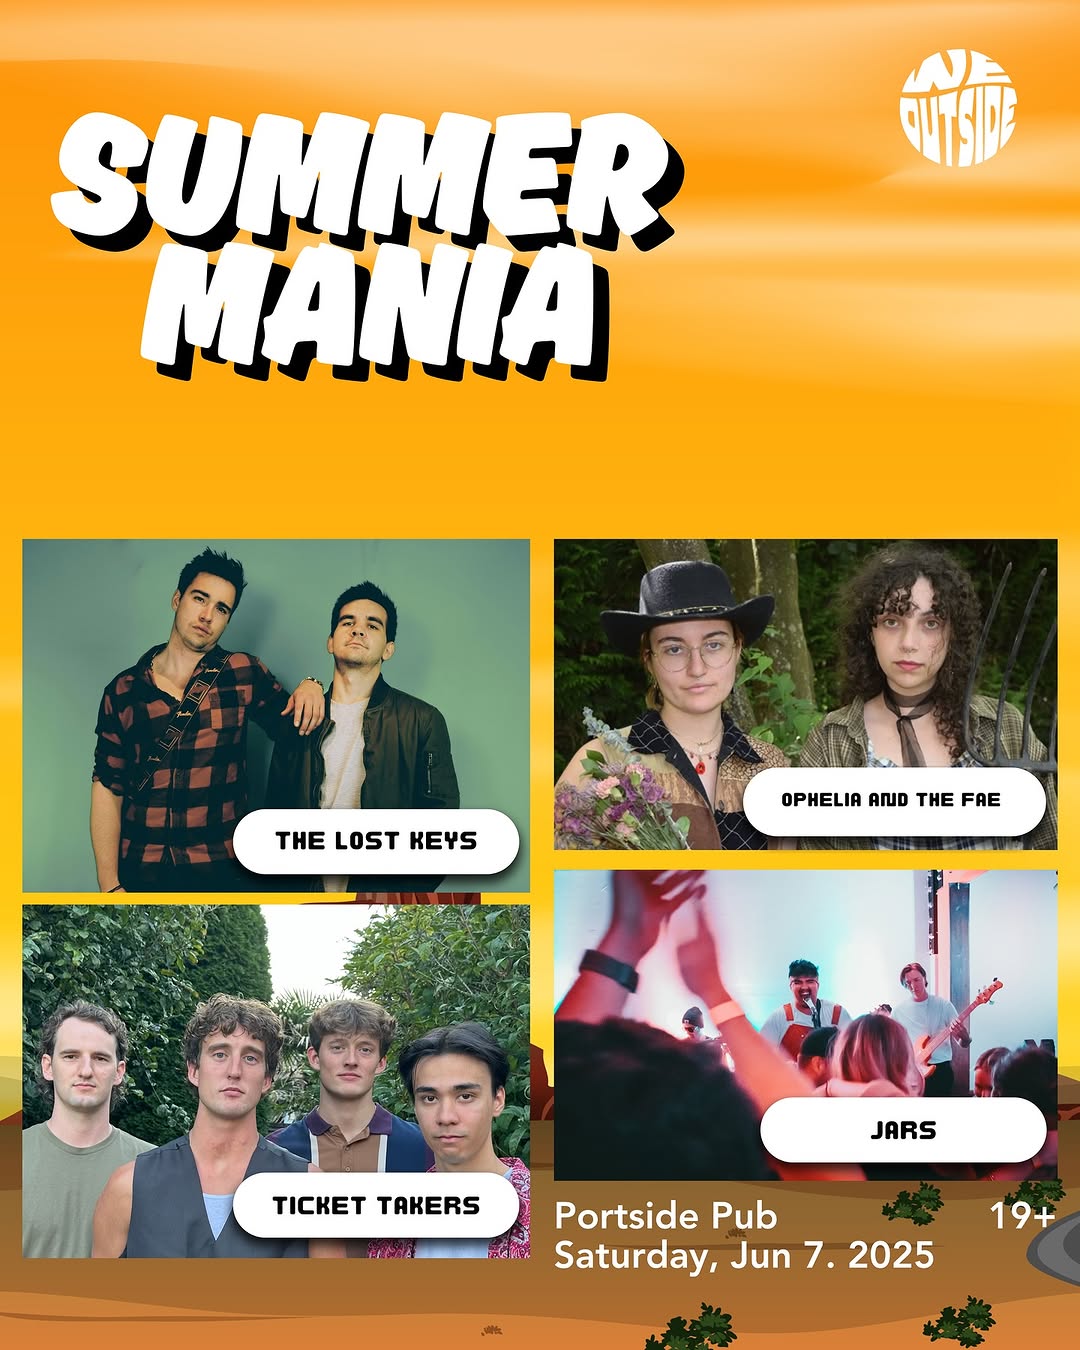 WE
OUTSIDE
SUMMER
MANIA
THE LOST KEYS
OPHELIA AND THE FAE
TICKET TAKERS
JARS
Portside Pub 19+
Saturday, Jun 7. 2025